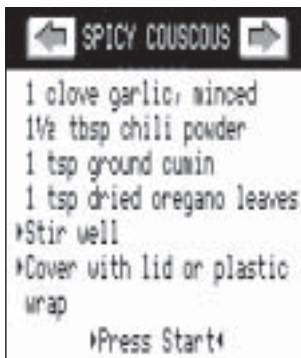 SPICY COUSCOUS
1 clove garlic, minced
1½ tbsp chili powder
1 tsp ground cumin
1 tsp dried oregano leaves
▸Stir well
▸Cover with lid or plastic
wrap
▸Press Start◂